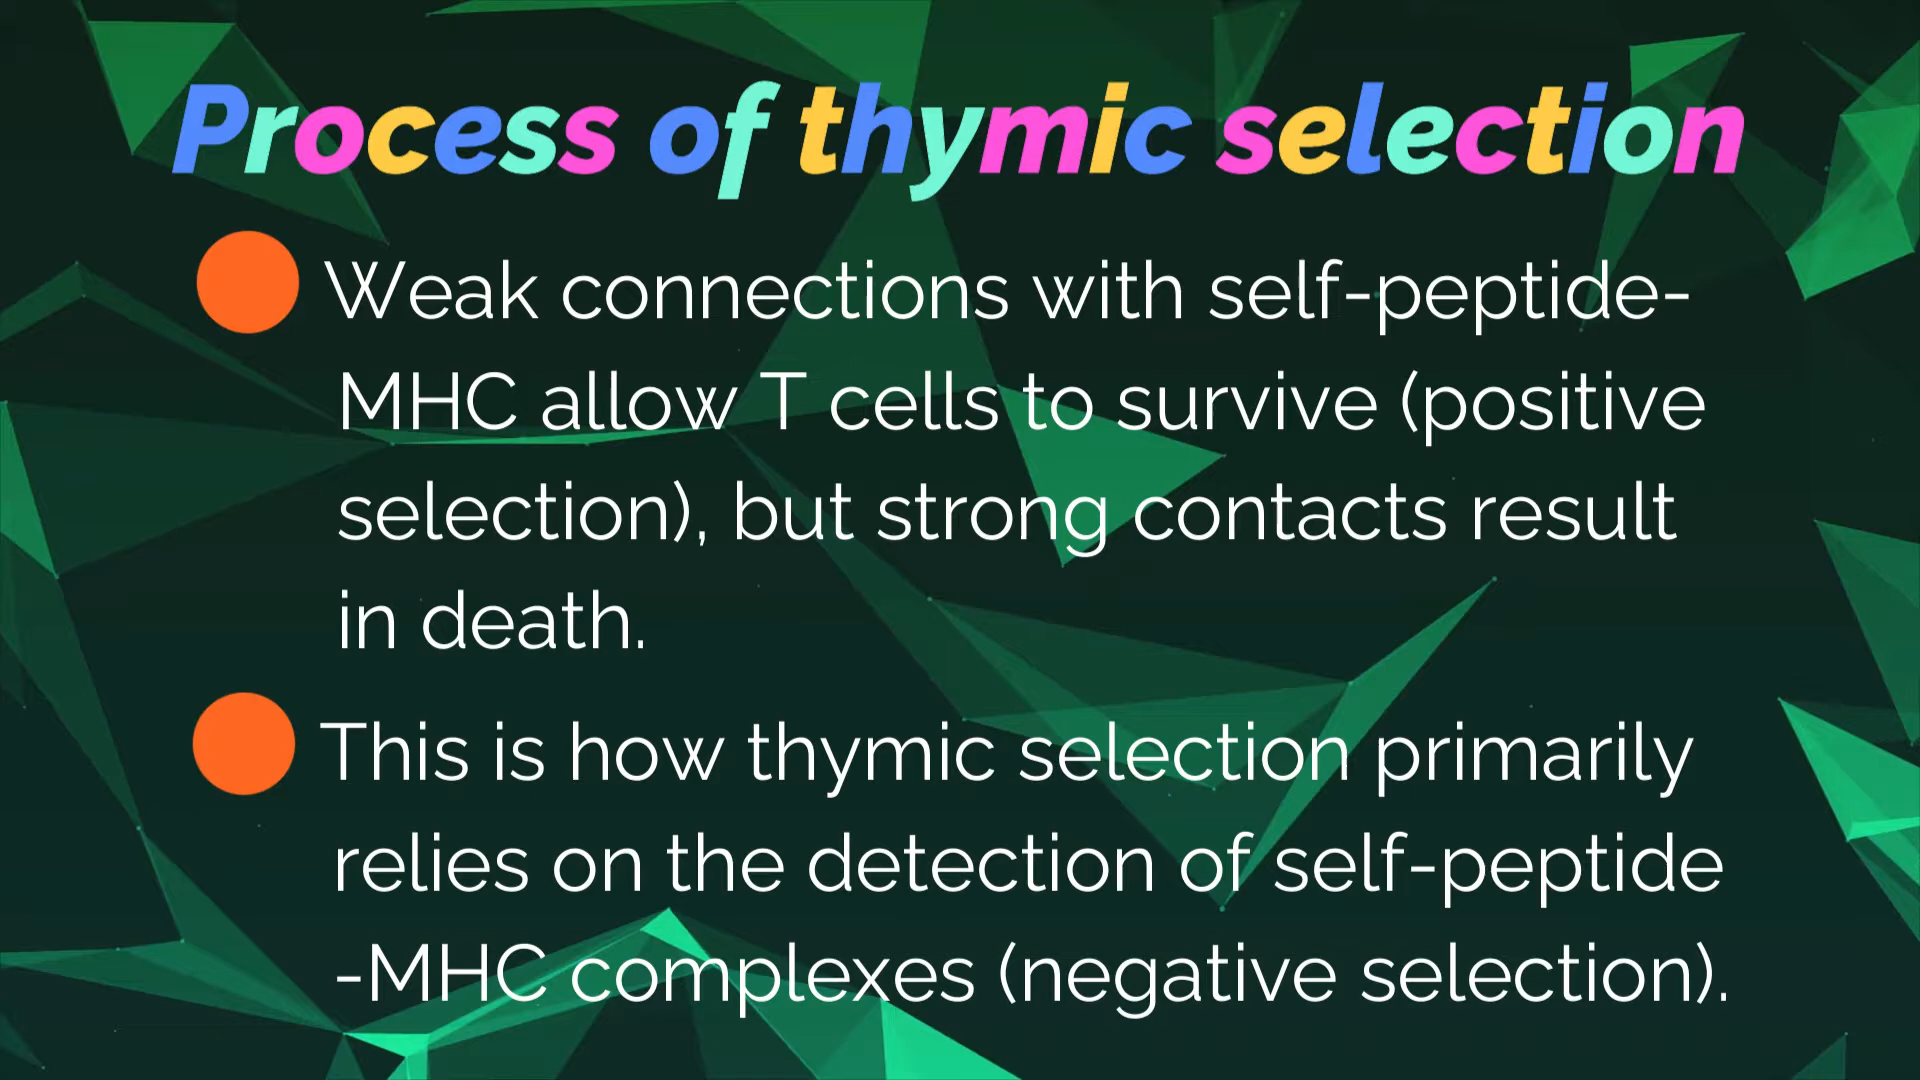 Process of thymic selection
Weak connections with self-peptide-
MHC allow T cells to survive (positive
selection), but strong contacts result
in death.
This is how thymic selection primarily
relies on the detection of self-peptide
-MHC complexes (negative selection).